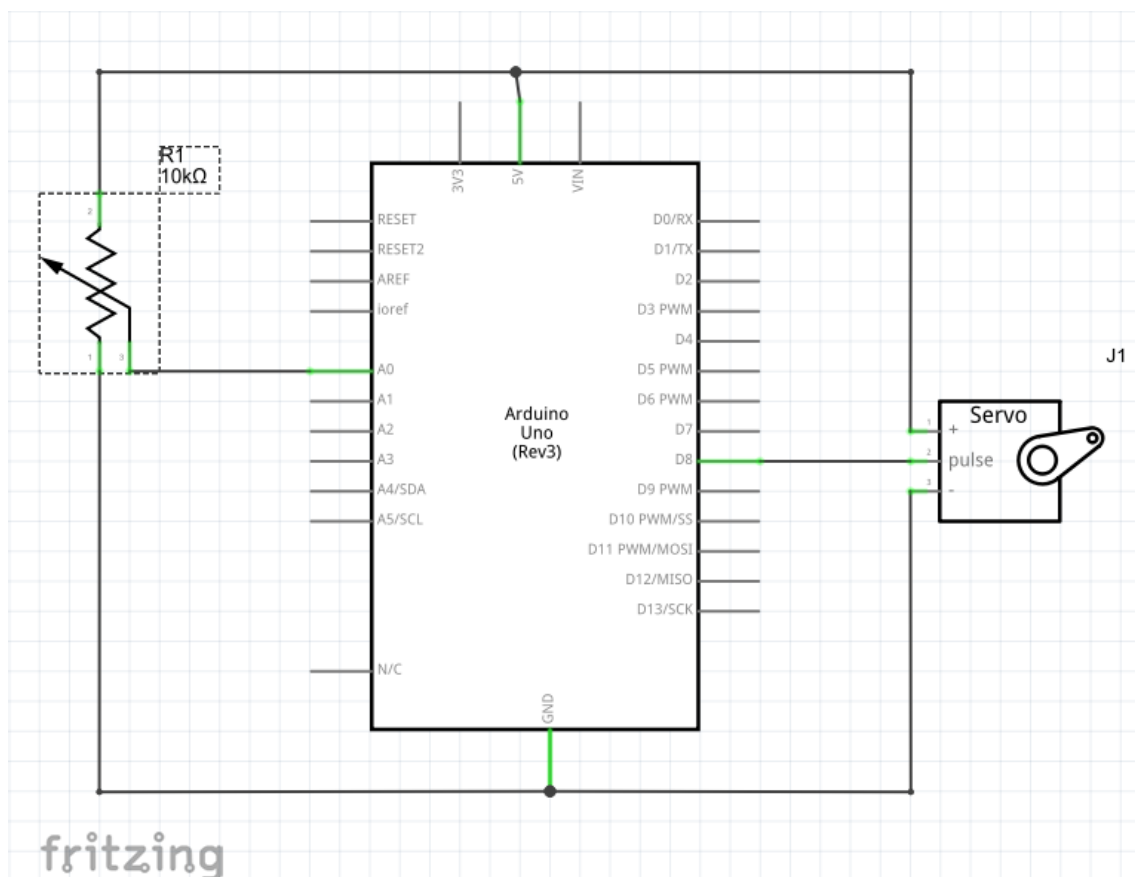 R1
10kΩ
2
1
3
3V3
5V
VIN
RESET
RESET2
AREF
ioref
A0
A1
A2
A3
A4/SDA
A5/SCL
N/C
Arduino
Uno
(Rev3)
D0/RX
D1/TX
D2
D3 PWM
D4
D5 PWM
D6 PWM
D7
D8
D9 PWM
D10 PWM/SS
D11 PWM/MOSI
D12/MISO
D13/SCK
GND
J1
Servo
1
+
2
pulse
3
-
fritzing